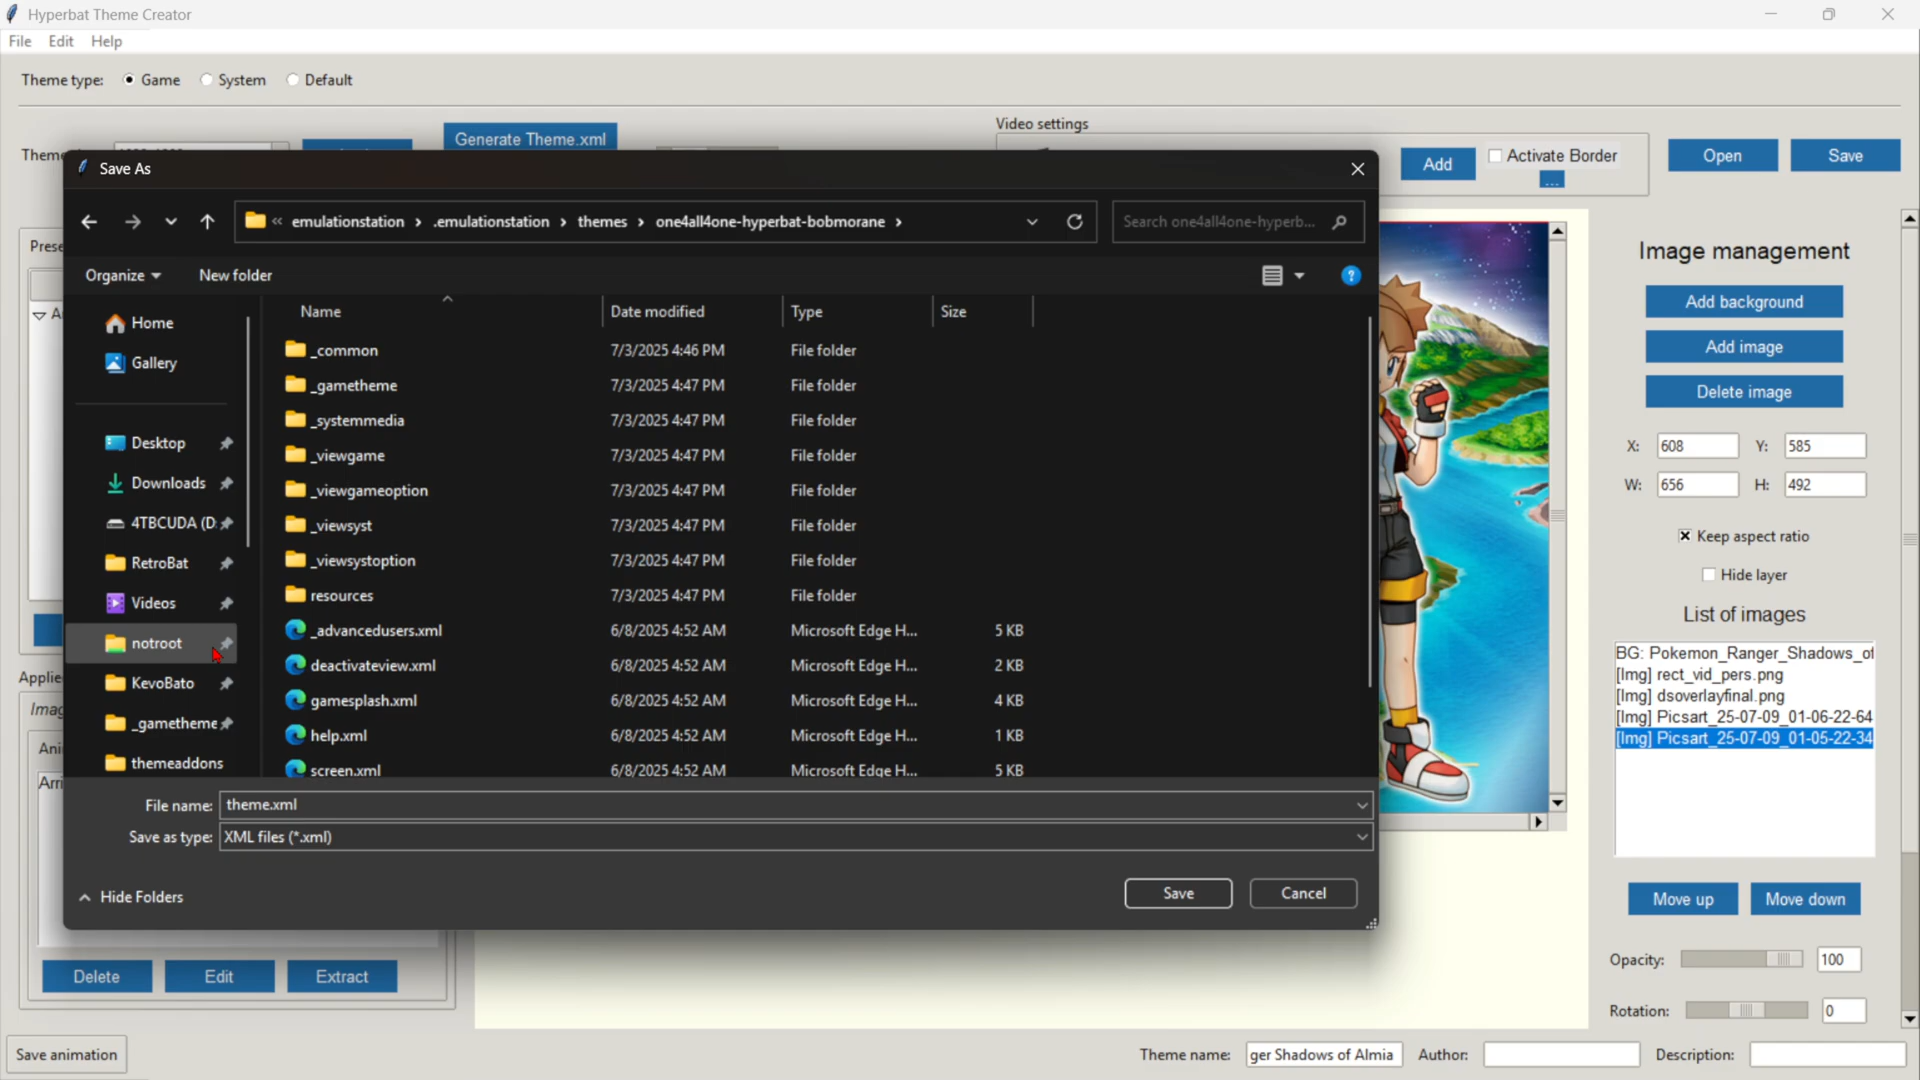 Hyperbat Theme Creator
File Edit Help
Theme type: Game System Default
Generate Theme.xml
Video settings
Add
Activate Border
...
Open
Save
Save As
« emulationstation › .emulationstation › themes › one4all4one-hyperbat-bobmorane ›
Search one4all4one-hyperb...
Organize
New folder
Home
Gallery
Desktop
Downloads
4TBCUDA (D:
RetroBat
Videos
notroot
KevoBato
_gametheme
themeaddons
Name Date modified Type Size
_common 7/3/2025 4:46 PM File folder
_gametheme 7/3/2025 4:47 PM File folder
_systemmedia 7/3/2025 4:47 PM File folder
_viewgame 7/3/2025 4:47 PM File folder
_viewgameoption 7/3/2025 4:47 PM File folder
_viewsyst 7/3/2025 4:47 PM File folder
_viewsystoption 7/3/2025 4:47 PM File folder
resources 7/3/2025 4:47 PM File folder
_advancedusers.xml 6/8/2025 4:52 AM Microsoft Edge H... 5 KB
deactivateview.xml 6/8/2025 4:52 AM Microsoft Edge H... 2 KB
gamesplash.xml 6/8/2025 4:52 AM Microsoft Edge H... 4 KB
help.xml 6/8/2025 4:52 AM Microsoft Edge H... 1 KB
screen.xml 6/8/2025 4:52 AM Microsoft Edge H... 5 KB
File name: theme.xml
Save as type: XML files (*.xml)
Hide Folders
Save
Cancel
Image management
Add background
Add image
Delete image
X: 608 Y: 585
W: 656 H: 492
Keep aspect ratio
Hide layer
List of images
BG: Pokemon_Ranger_Shadows_of
[Img] rect_vid_pers.png
[Img] dsoverlayfinal.png
[Img] Picsart_25-07-09_01-06-22-64
[Img] Picsart_25-07-09_01-05-22-34
Move up
Move down
Opacity: 100
Rotation: 0
Delete
Edit
Extract
Save animation
Theme name: ger Shadows of Almia
Author:
Description: